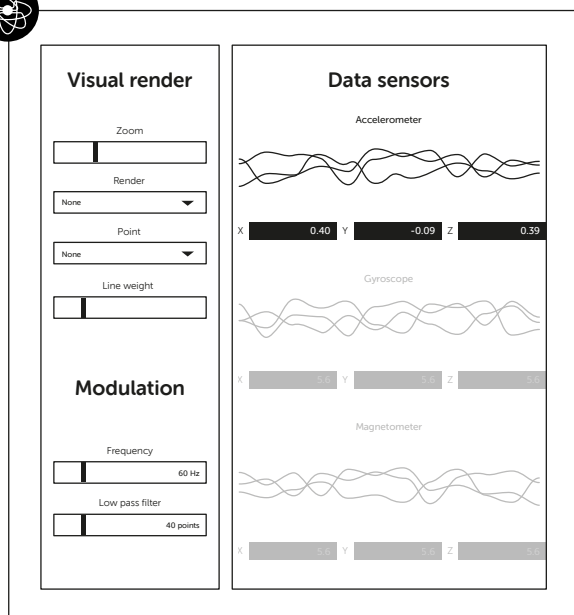 Visual render
Zoom
Render
None
Point
None
Line weight
Modulation
Frequency
60 Hz
Low pass filter
40 points
Data sensors
Accelerometer
X 0.40 Y -0.09 Z 0.39
Gyroscope
X 5.6 Y 5.6 Z 5.6
Magnetometer
X 5.6 Y 5.6 Z 5.6